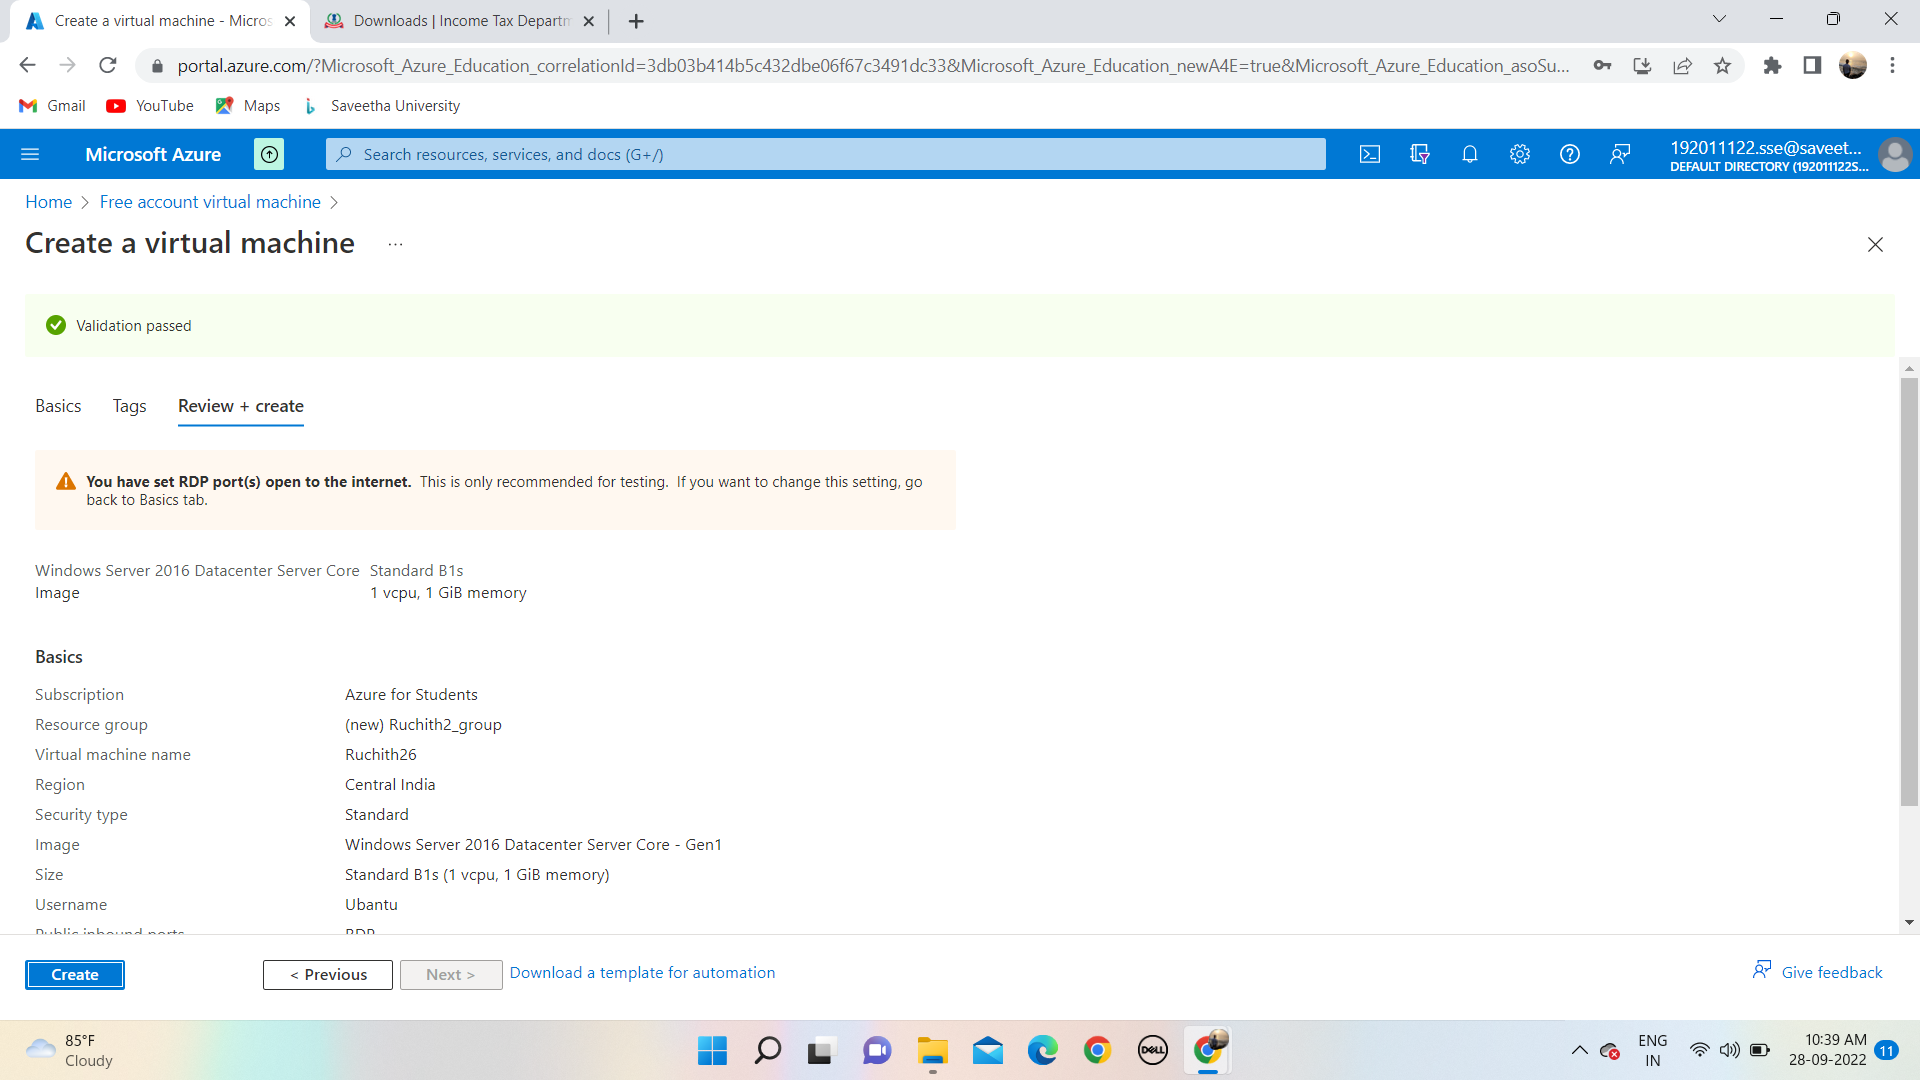 Create a virtual machine - Micros
Downloads | Income Tax Departm
portal.azure.com/?Microsoft_Azure_Education_correlationId=3db03b414b5c432dbe06f67c3491dc33&Microsoft_Azure_Education_newA4E=true&Microsoft_Azure_Education_asoSu...
Gmail
YouTube
Maps
Saveetha University
Microsoft Azure
Search resources, services, and docs (G+/)
192011122.sse@saveet...
DEFAULT DIRECTORY (192011122S...
Home
Free account virtual machine
Create a virtual machine
...
Validation passed
Basics
Tags
Review + create
You have set RDP port(s) open to the internet. This is only recommended for testing. If you want to change this setting, go
back to Basics tab.
Windows Server 2016 Datacenter Server Core Standard B1s
Image 1 vcpu, 1 GiB memory
Basics
Subscription Azure for Students
Resource group (new) Ruchith2_group
Virtual machine name Ruchith26
Region Central India
Security type Standard
Image Windows Server 2016 Datacenter Server Core - Gen1
Size Standard B1s (1 vcpu, 1 GiB memory)
Username Ubantu
Public inbound ports RDP
Create
< Previous
Next >
Download a template for automation
Give feedback
85°F
Cloudy
DELL
ENG
IN
10:39 AM
28-09-2022
11